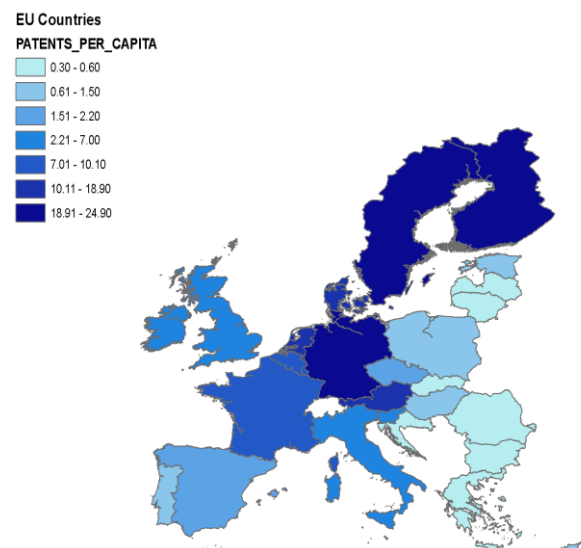 EU Countries
PATENTS_PER_CAPITA
0.30 - 0.60
0.61 - 1.50
1.51 - 2.20
2.21 - 7.00
7.01 - 10.10
10.11 - 18.90
18.91 - 24.90